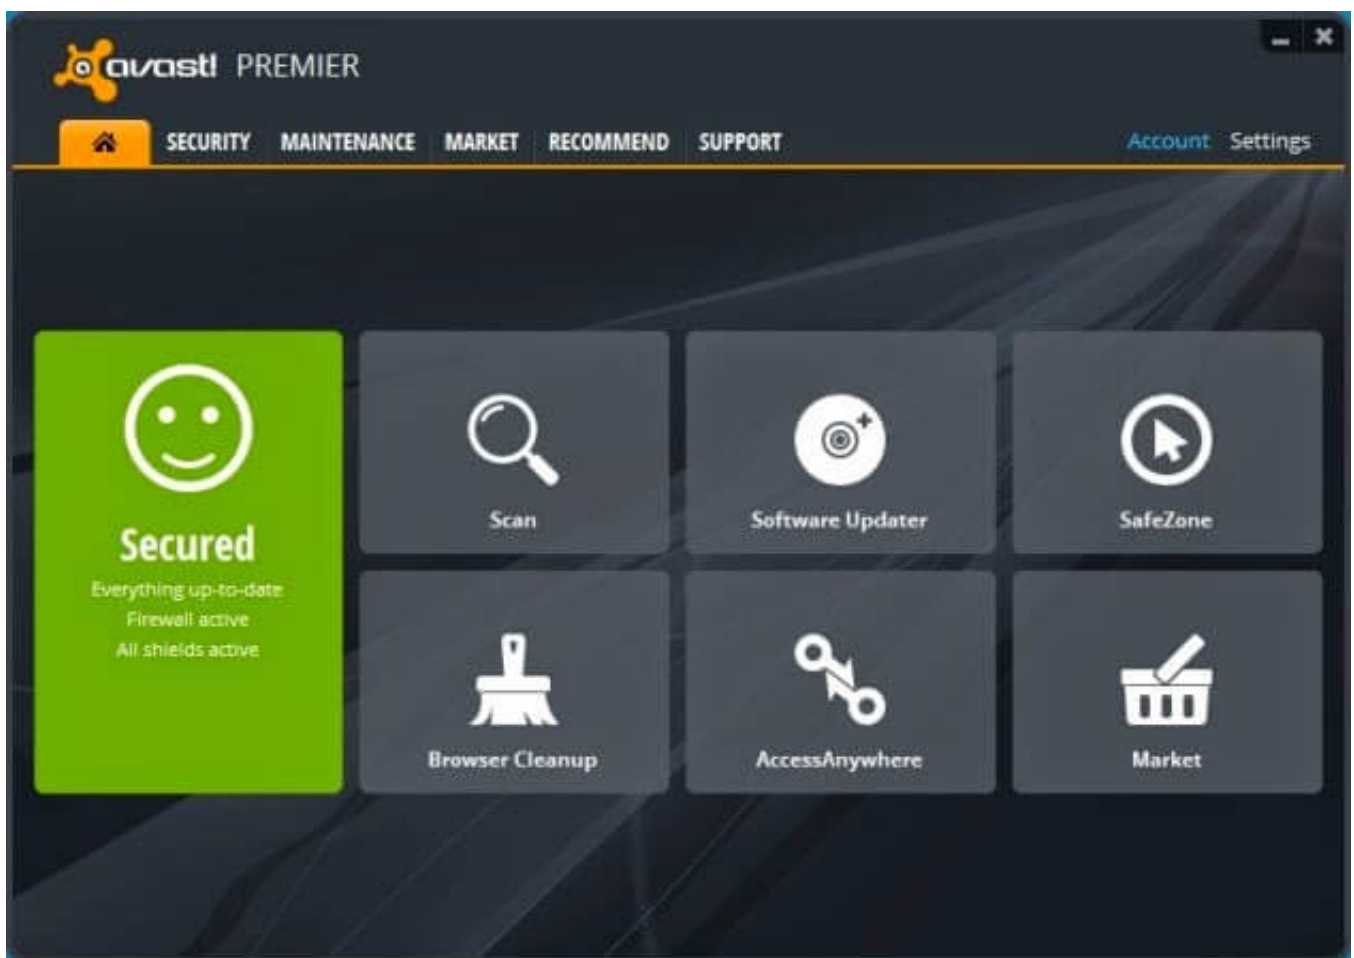 avast! PREMIER
SECURITY MAINTENANCE MARKET RECOMMEND SUPPORT Account Settings
Secured
Everything up-to-date
Firewall active
All shields active
Scan
Software Updater
SafeZone
Browser Cleanup
AccessAnywhere
Market